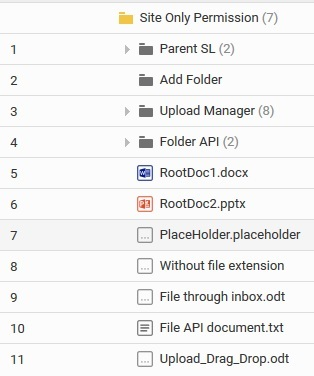 Site Only Permission (7)
1 Parent SL (2)
2 Add Folder
3 Upload Manager (8)
4 Folder API (2)
5 RootDoc1.docx
6 RootDoc2.pptx
7 PlaceHolder.placeholder
8 Without file extension
9 File through inbox.odt
10 File API document.txt
11 Upload_Drag_Drop.odt